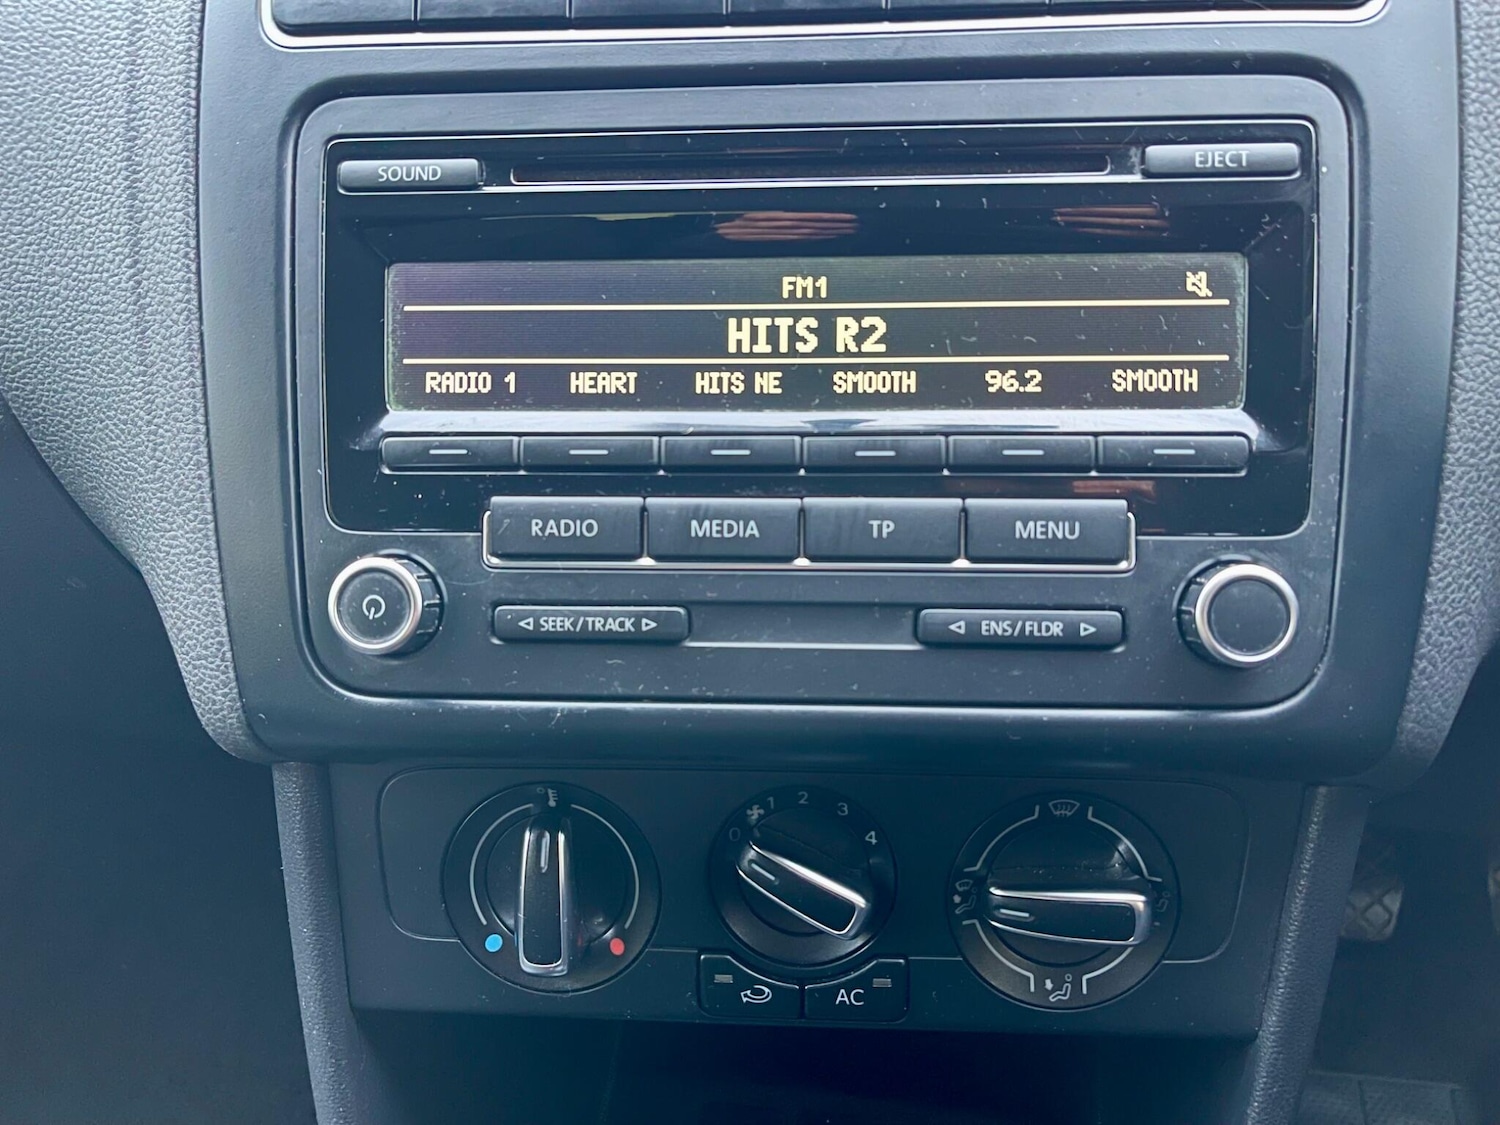 SOUND EJECT
FM1
HITS R2
RADIO 1 HEART HITS NE SMOOTH 96.2 SMOOTH
RADIO MEDIA TP MENU
SEEK/TRACK ENS/FLDR
0 1 2 3 4
AC